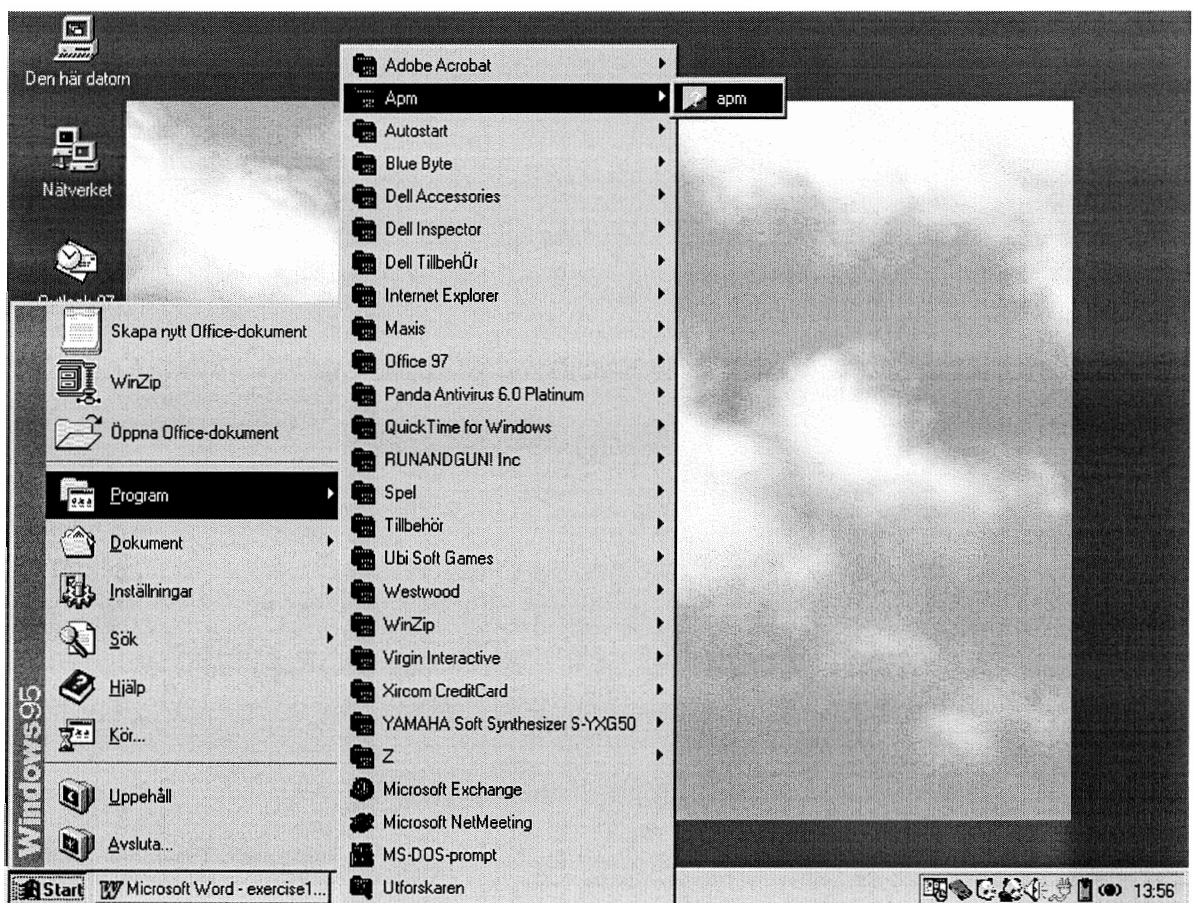 Den här datorn
Nätverket
Skapa nytt Office-dokument
WinZip
Öppna Office-dokument
Program
Dokument
Inställningar
Sök
Hjälp
Kör...
Uppehåll
Avsluta...
Windows95
Adobe Acrobat
Apm
Autostart
Blue Byte
Dell Accessories
Dell Inspector
Dell TillbehÖr
Internet Explorer
Maxis
Office 97
Panda Antivirus 6.0 Platinum
QuickTime for Windows
RUNANDGUN! Inc
Spel
Tillbehör
Ubi Soft Games
Westwood
WinZip
Virgin Interactive
Xircom CreditCard
YAMAHA Soft Synthesizer S-YXG50
Z
Microsoft Exchange
Microsoft NetMeeting
MS-DOS-prompt
Utforskaren
apm
Start
Microsoft Word - exercise1...
13:56